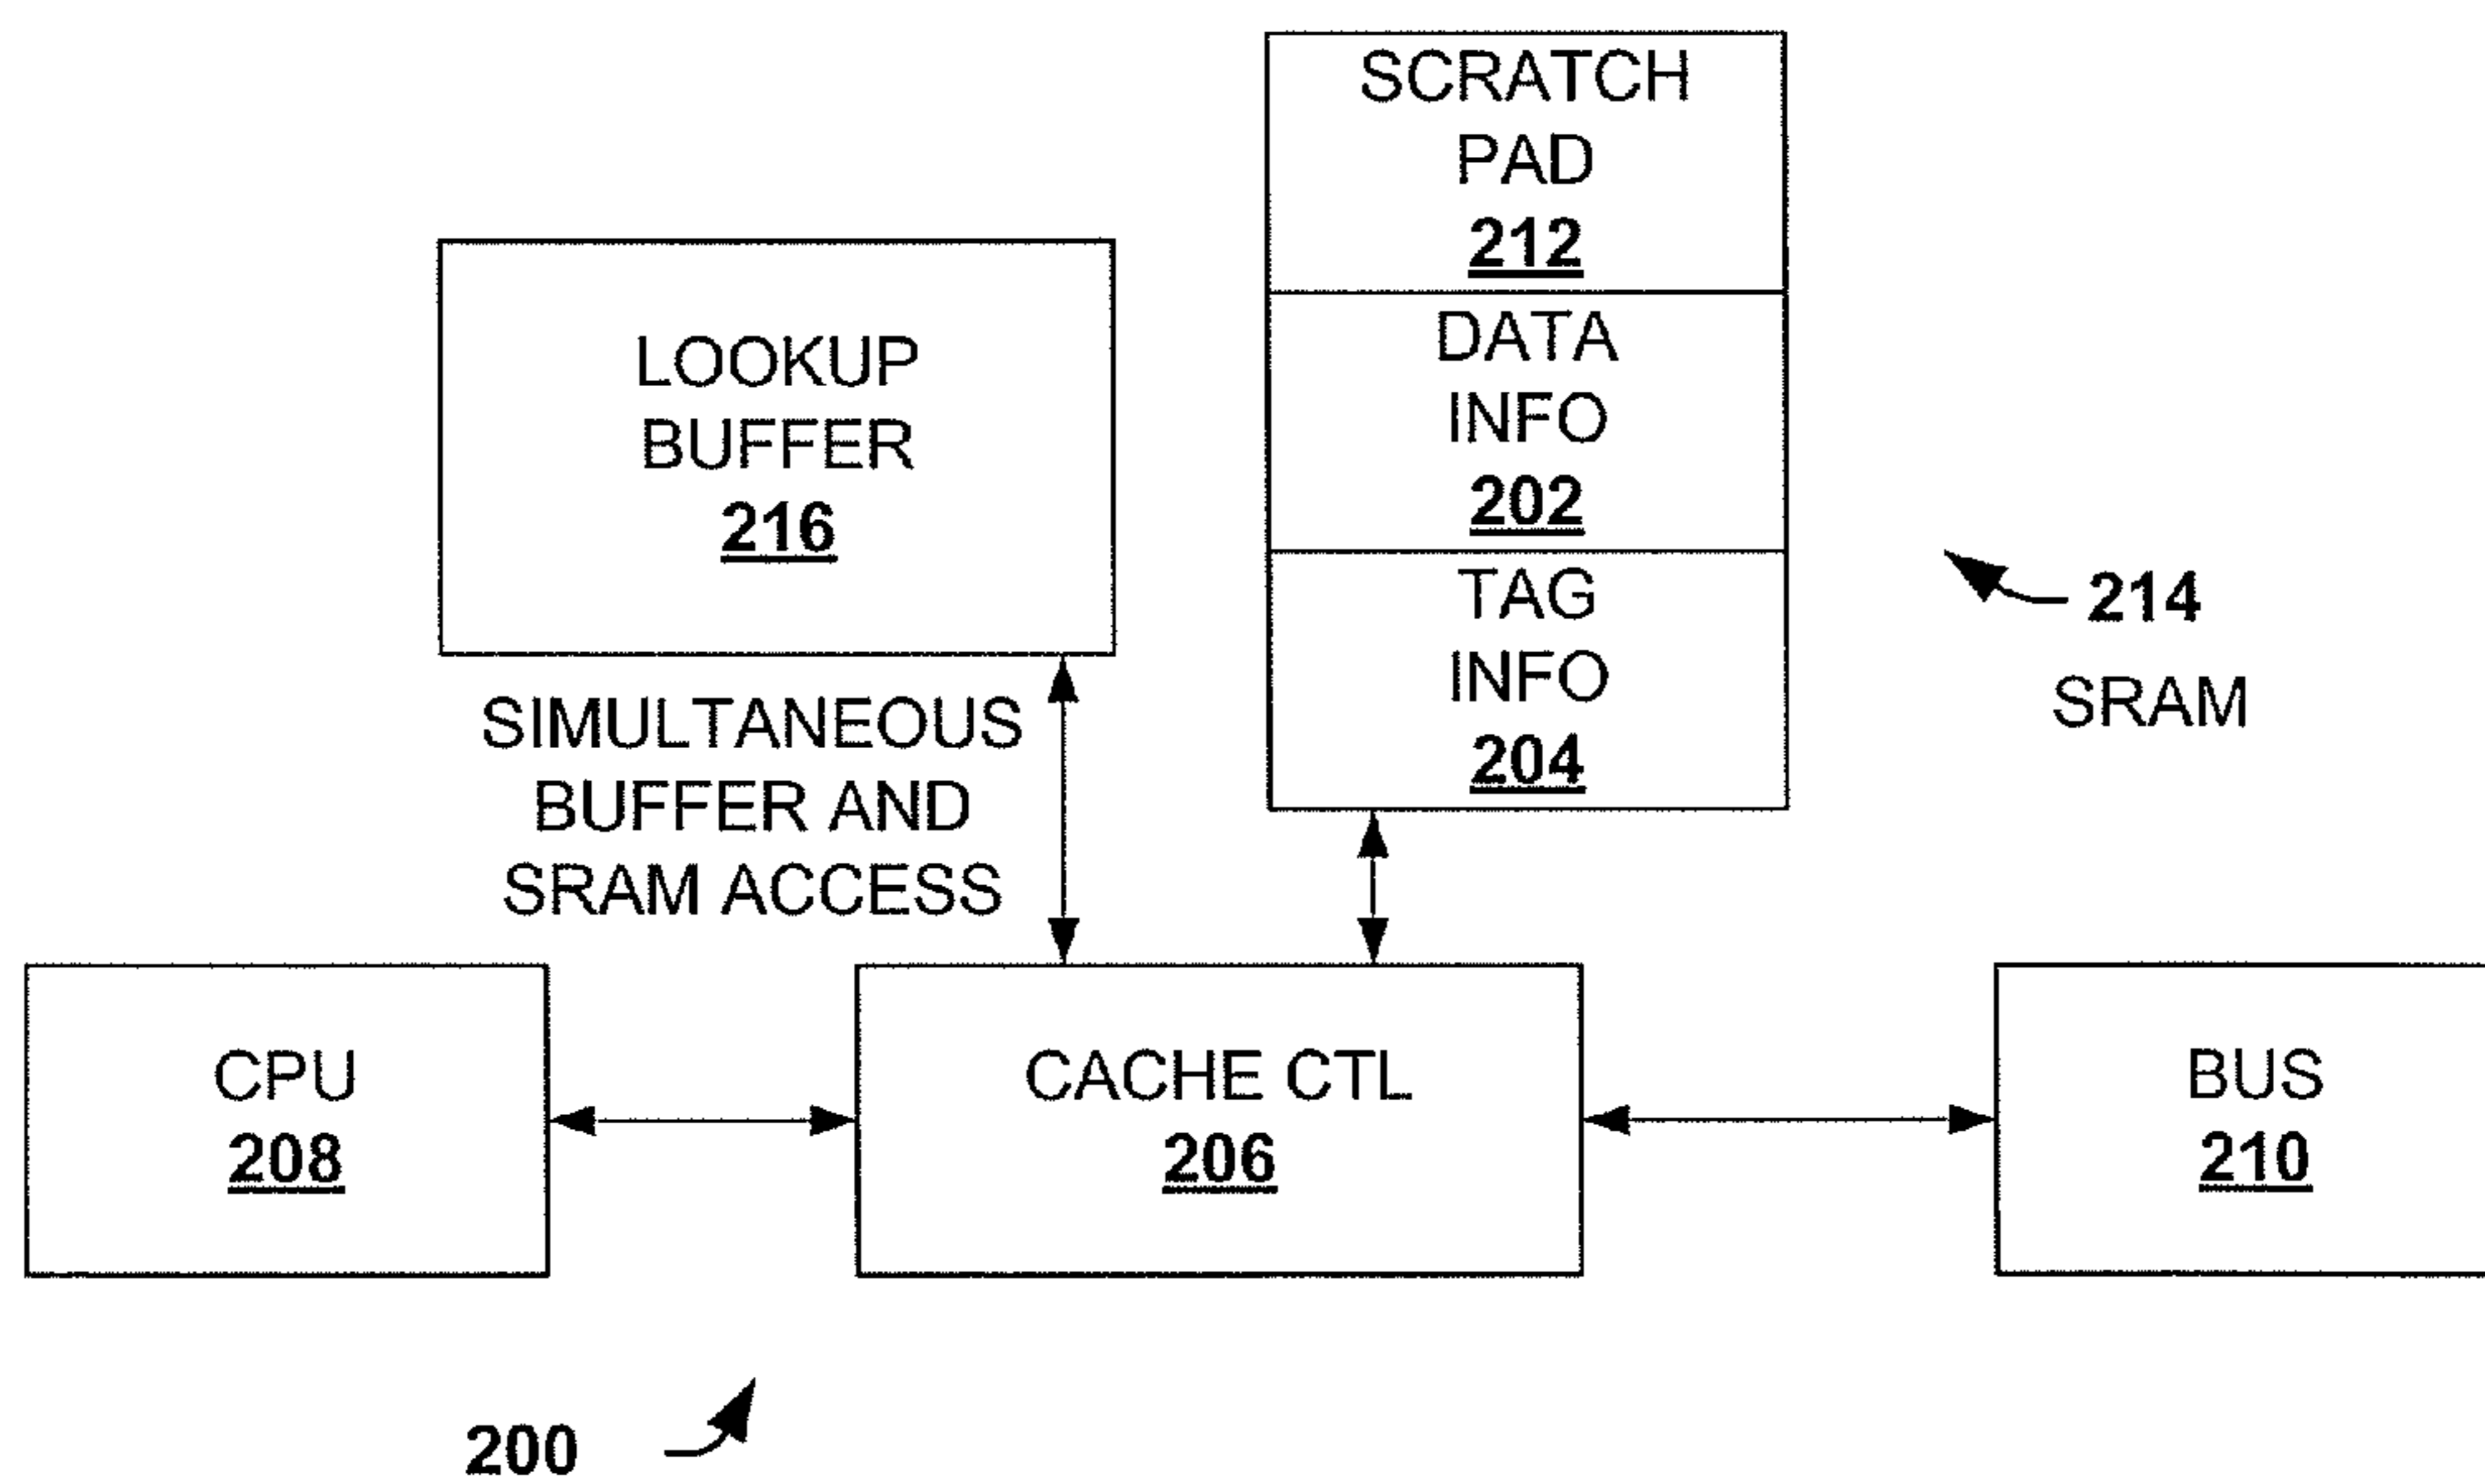 SCRATCH
PAD
212
DATA
INFO
202
TAG
INFO
204
214
SRAM
LOOKUP
BUFFER
216
SIMULTANEOUS
BUFFER AND
SRAM ACCESS
CPU
208
CACHE CTL
206
BUS
210
200